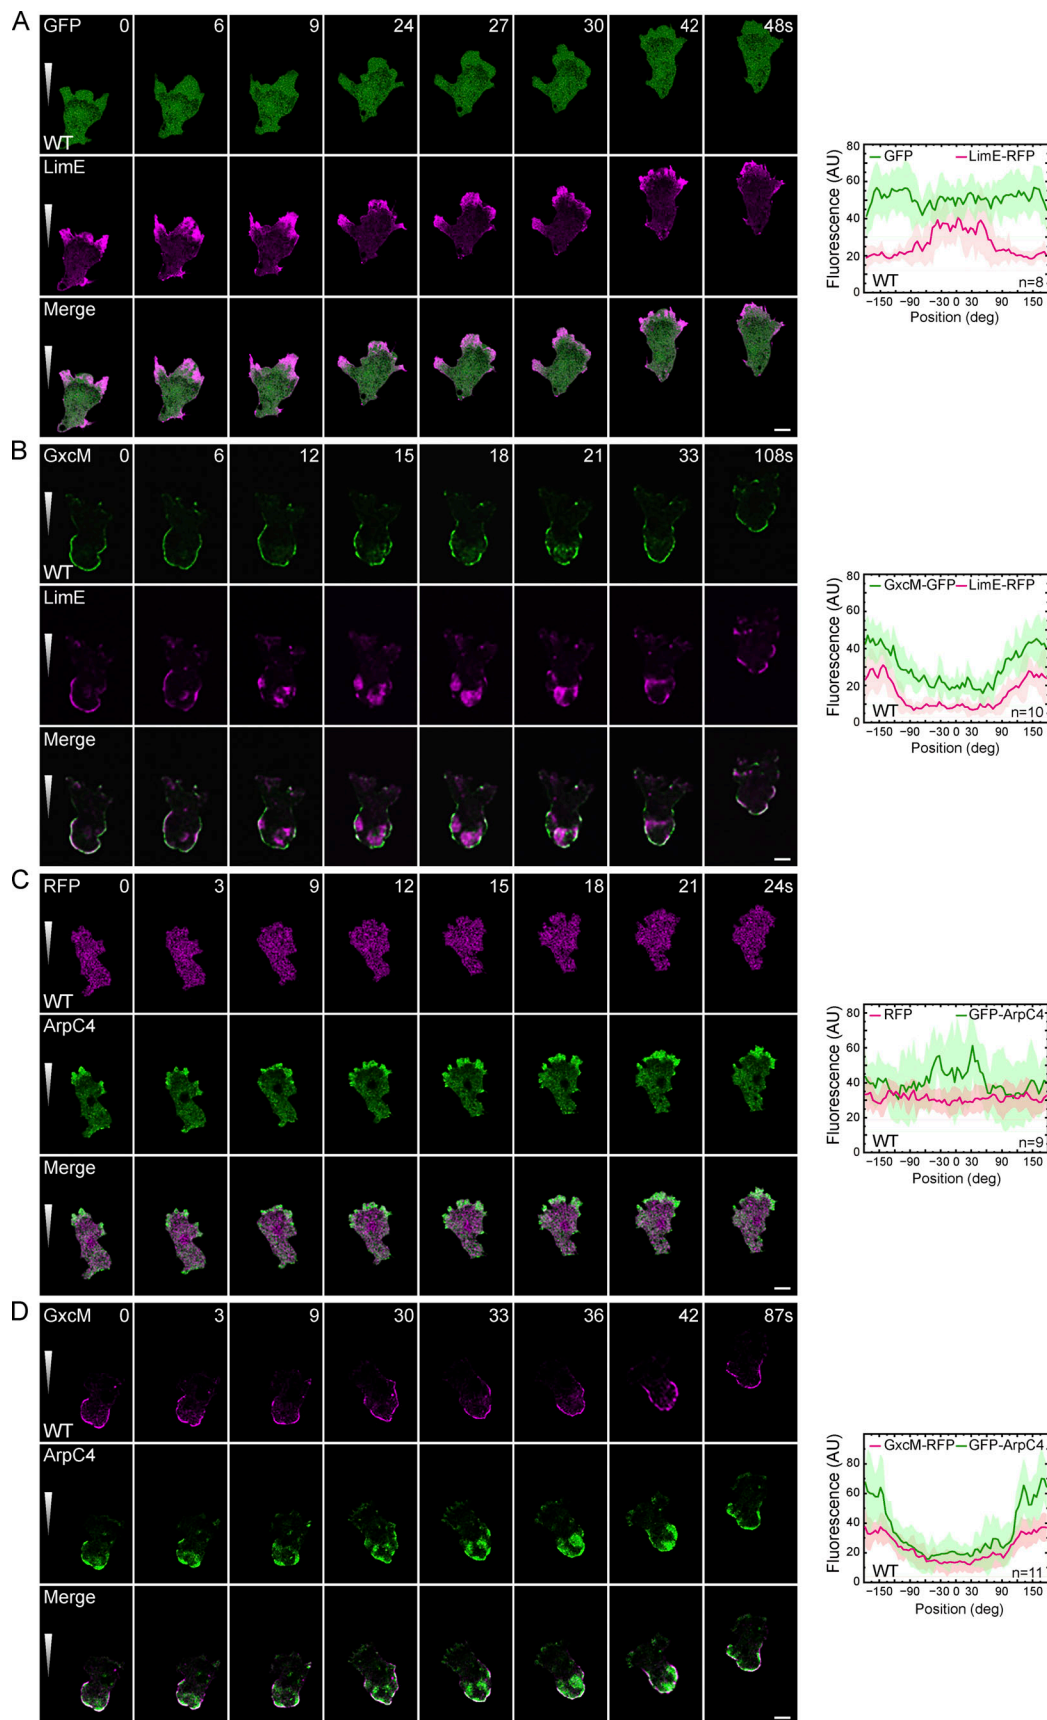 A
GFP 0 6 9 24 27 30 42 48s
WT
LimE
Merge
80
70
60
50
40
30
20
10
0
Fluorescence (AU)
GFP LimE-RFP
WT n=8
−150 −90 −30 0 30 90 150
Position (deg)
B
GxcM 0 6 12 15 18 21 33 108s
WT
LimE
Merge
80
60
40
20
0
Fluorescence (AU)
GxcM-GFP LimE-RFP
WT n=10
−150 −90 −30 0 30 90 150
Position (deg)
C
RFP 0 3 9 12 15 18 21 24s
WT
ArpC4
Merge
80
60
40
20
0
Fluorescence (AU)
RFP GFP-ArpC4
WT n=9
−150 −90 −30 0 30 90 150
Position (deg)
D
GxcM 0 3 9 30 33 36 42 87s
WT
ArpC4
Merge
100
80
60
40
20
0
Fluorescence (AU)
GxcM-RFP GFP-ArpC4
WT n=11
−150 −90 −30 0 30 90 150
Position (deg)